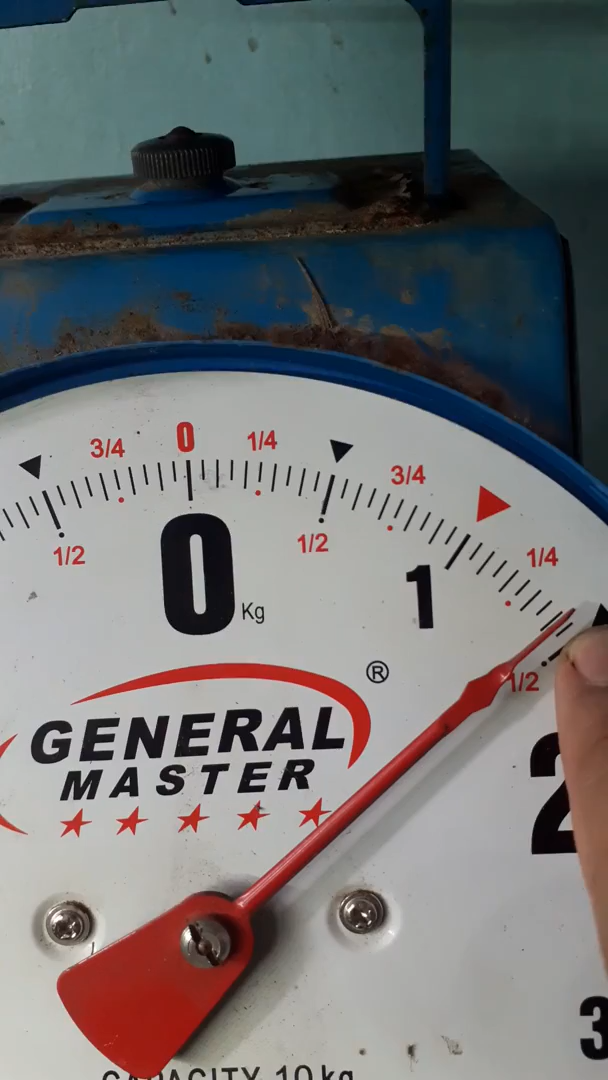 3/4 0 1/4 3/4 1/4
1/2 0 Kg 1/2 1 1/2
®
GENERAL
MASTER
2
3
CAPACITY 10 kg